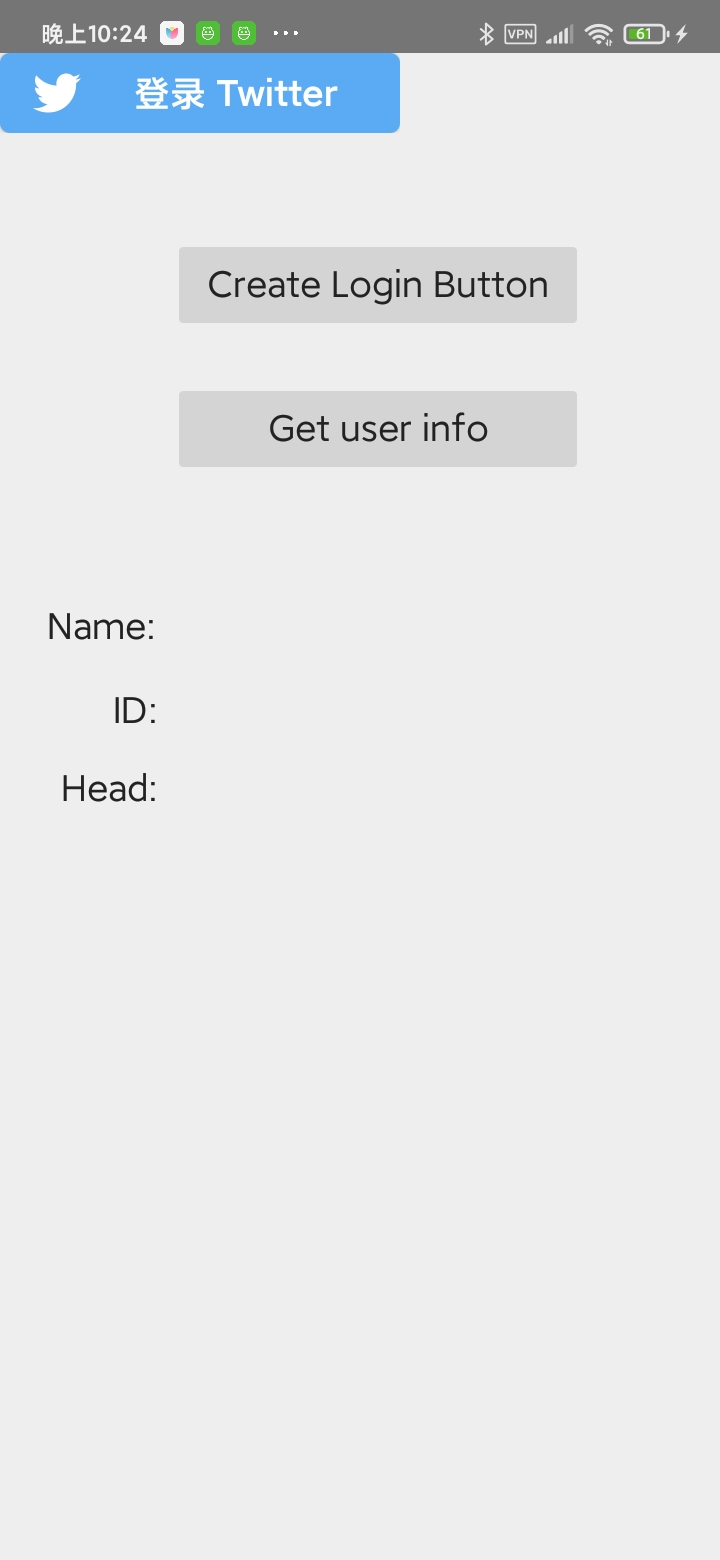 晚上10:24 VPN 61
登录 Twitter
Create Login Button
Get user info
Name:
ID:
Head: